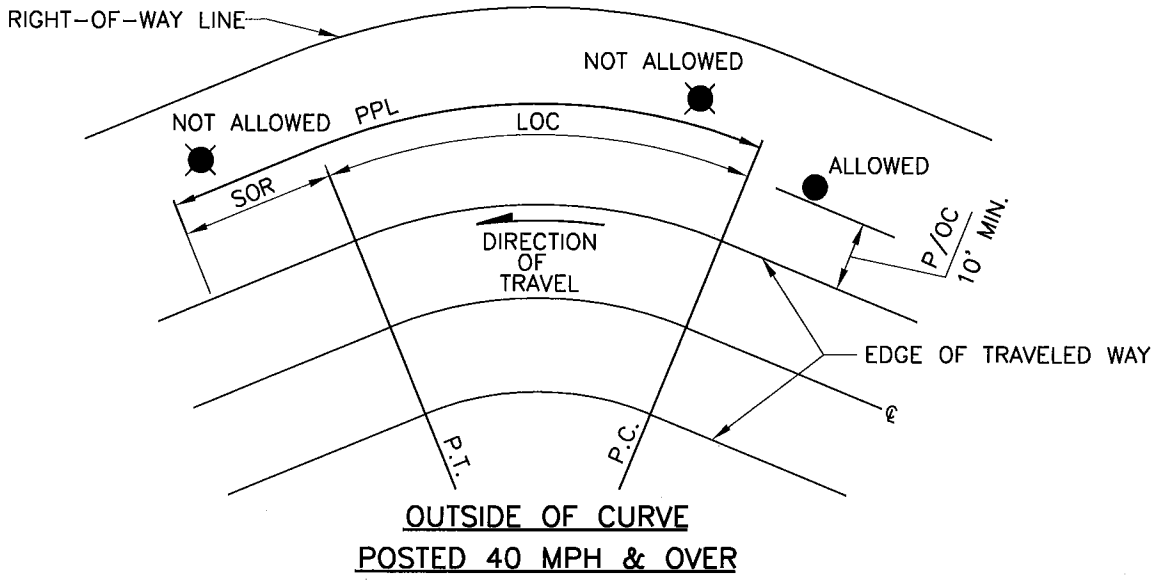 RIGHT-OF-WAY LINE
NOT ALLOWED
NOT ALLOWED
PPL
LOC
ALLOWED
SOR
P/OC
10' MIN.
DIRECTION
OF
TRAVEL
EDGE OF TRAVELED WAY
℄
P.T.
P.C.
OUTSIDE OF CURVE
POSTED 40 MPH & OVER